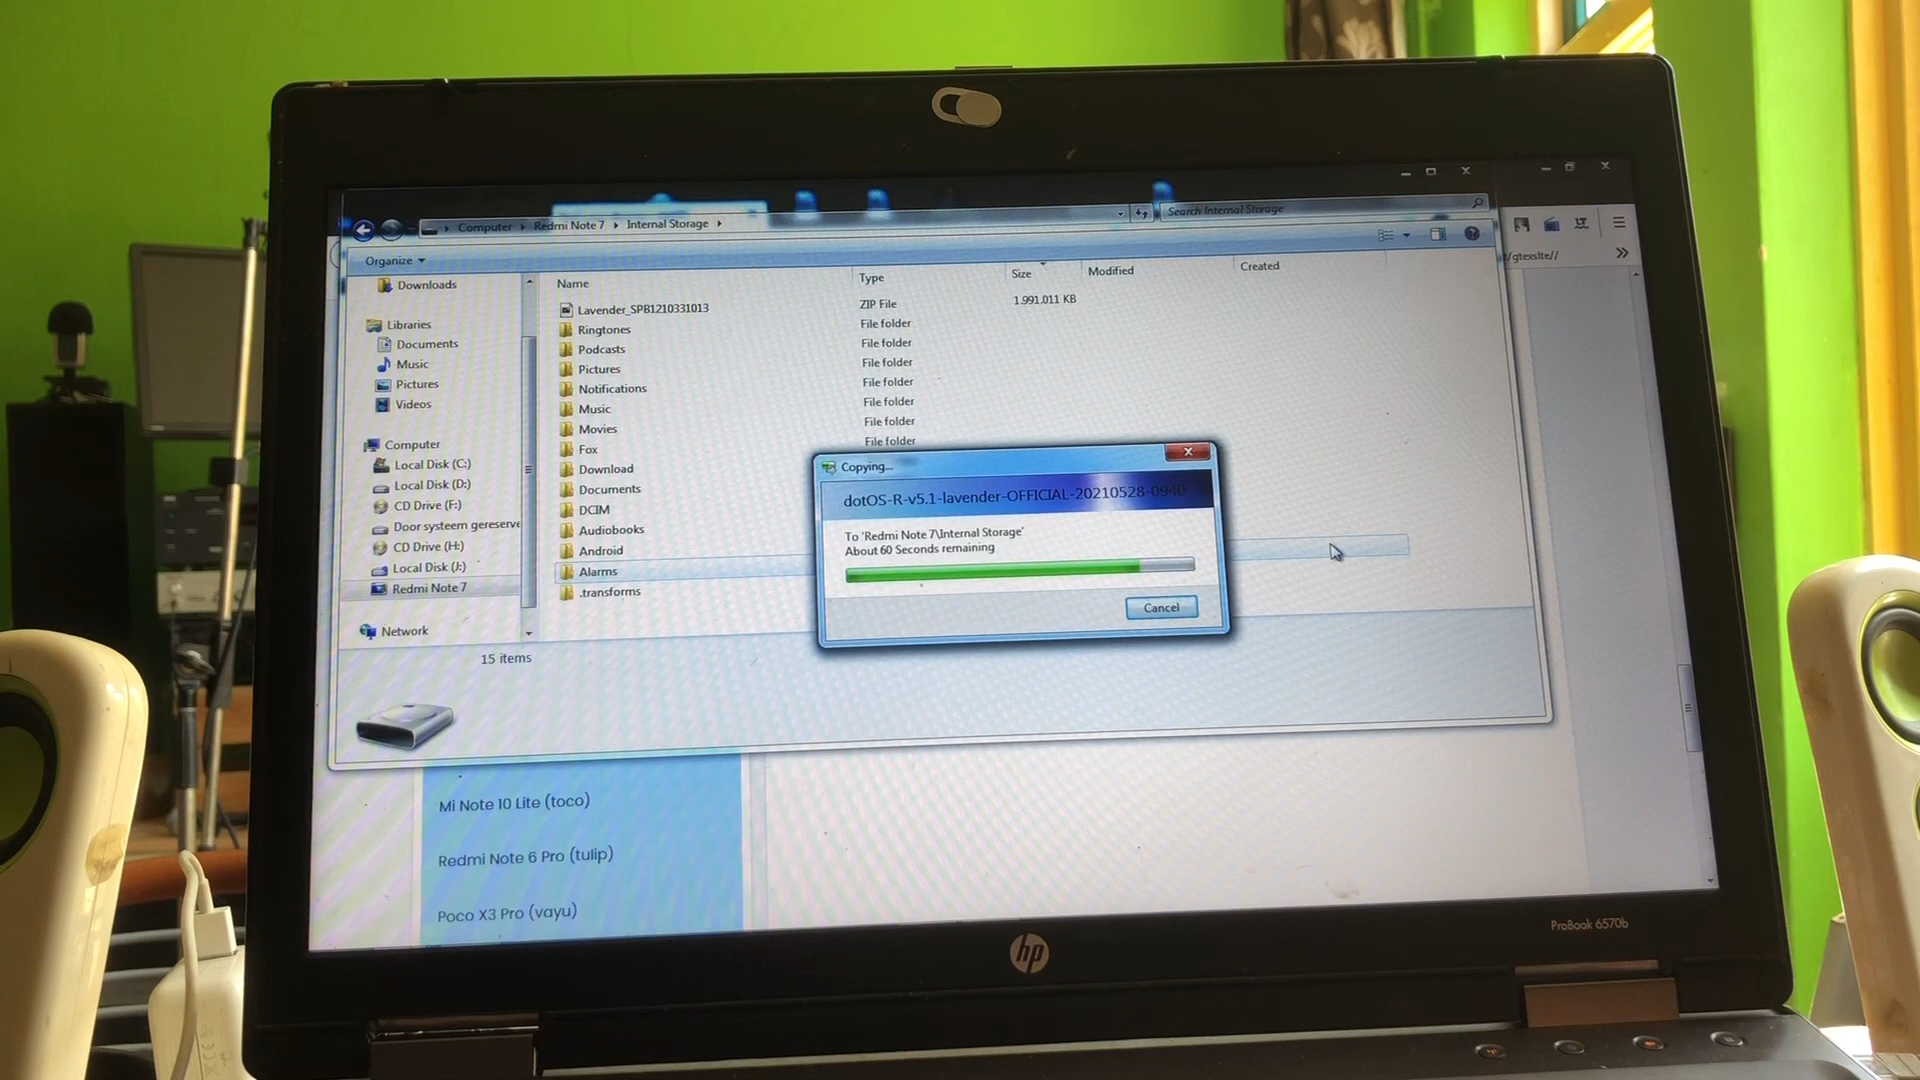 Computer Redmi Note 7 Internal Storage
Search Internal Storage
Organize
/gtexslte//
Name Type Size Modified Created
Downloads
Libraries
Documents
Music
Pictures
Videos
Computer
Local Disk (C:)
Local Disk (D:)
CD Drive (F:)
Door systeem gereserve
CD Drive (H:)
Local Disk (J:)
Redmi Note 7
Network
Lavender_SPB1210331013 ZIP File 1.991.011 KB
Ringtones File folder
Podcasts File folder
Pictures File folder
Notifications File folder
Music File folder
Movies File folder
Fox File folder
Download
Documents
DCIM
Audiobooks
Android
Alarms
.transforms
15 items
Copying...
dotOS-R-v5.1-lavender-OFFICIAL-20210528-0940
To 'Redmi Note 7\Internal Storage'
About 60 Seconds remaining
Cancel
Mi Note 10 Lite (toco)
Redmi Note 6 Pro (tulip)
Poco X3 Pro (vayu)
ProBook 6570b
hp